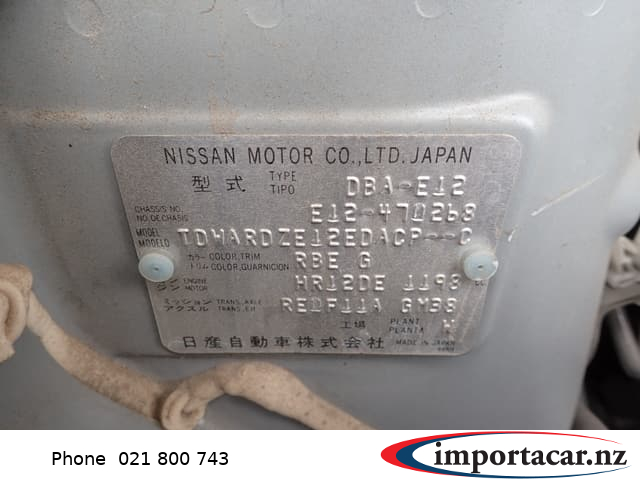 NISSAN MOTOR CO., LTD. JAPAN
型式 TYPE TIPO DBA-E12
CHASSIS NO. NO. DE CHASIS E12-470268
MODEL MODELO TDWARDZE12EDACP--C
カラー COLOR, TRIM トリム COLOR, GUARNICION RBE G
エンジン ENGINE MOTOR HR12DE 1198 cc
ミッション TRANS., AXLE アクスル TRANS., EJE RE1F11A GM38
工場 PLANT PLANTA W
日産自動車株式会社 MADE IN JAPAN
Phone 021 800 743
importacar.nz